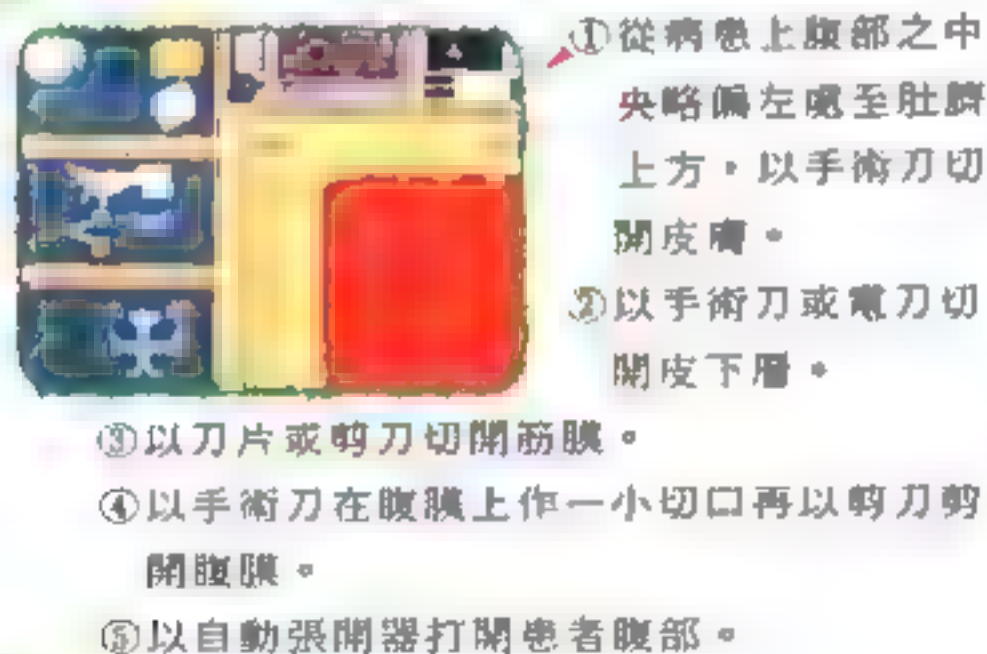 ①從病患上腹部之中
央略偏左處至肚臍
上方，以手術刀切
開皮膚。
②以手術刀或電刀切
開皮下層。
③以刀片或剪刀切開筋膜。
④以手術刀在腹膜上作一小切口再以剪刀剪
開腹膜。
⑤以自動張開器打開患者腹部。